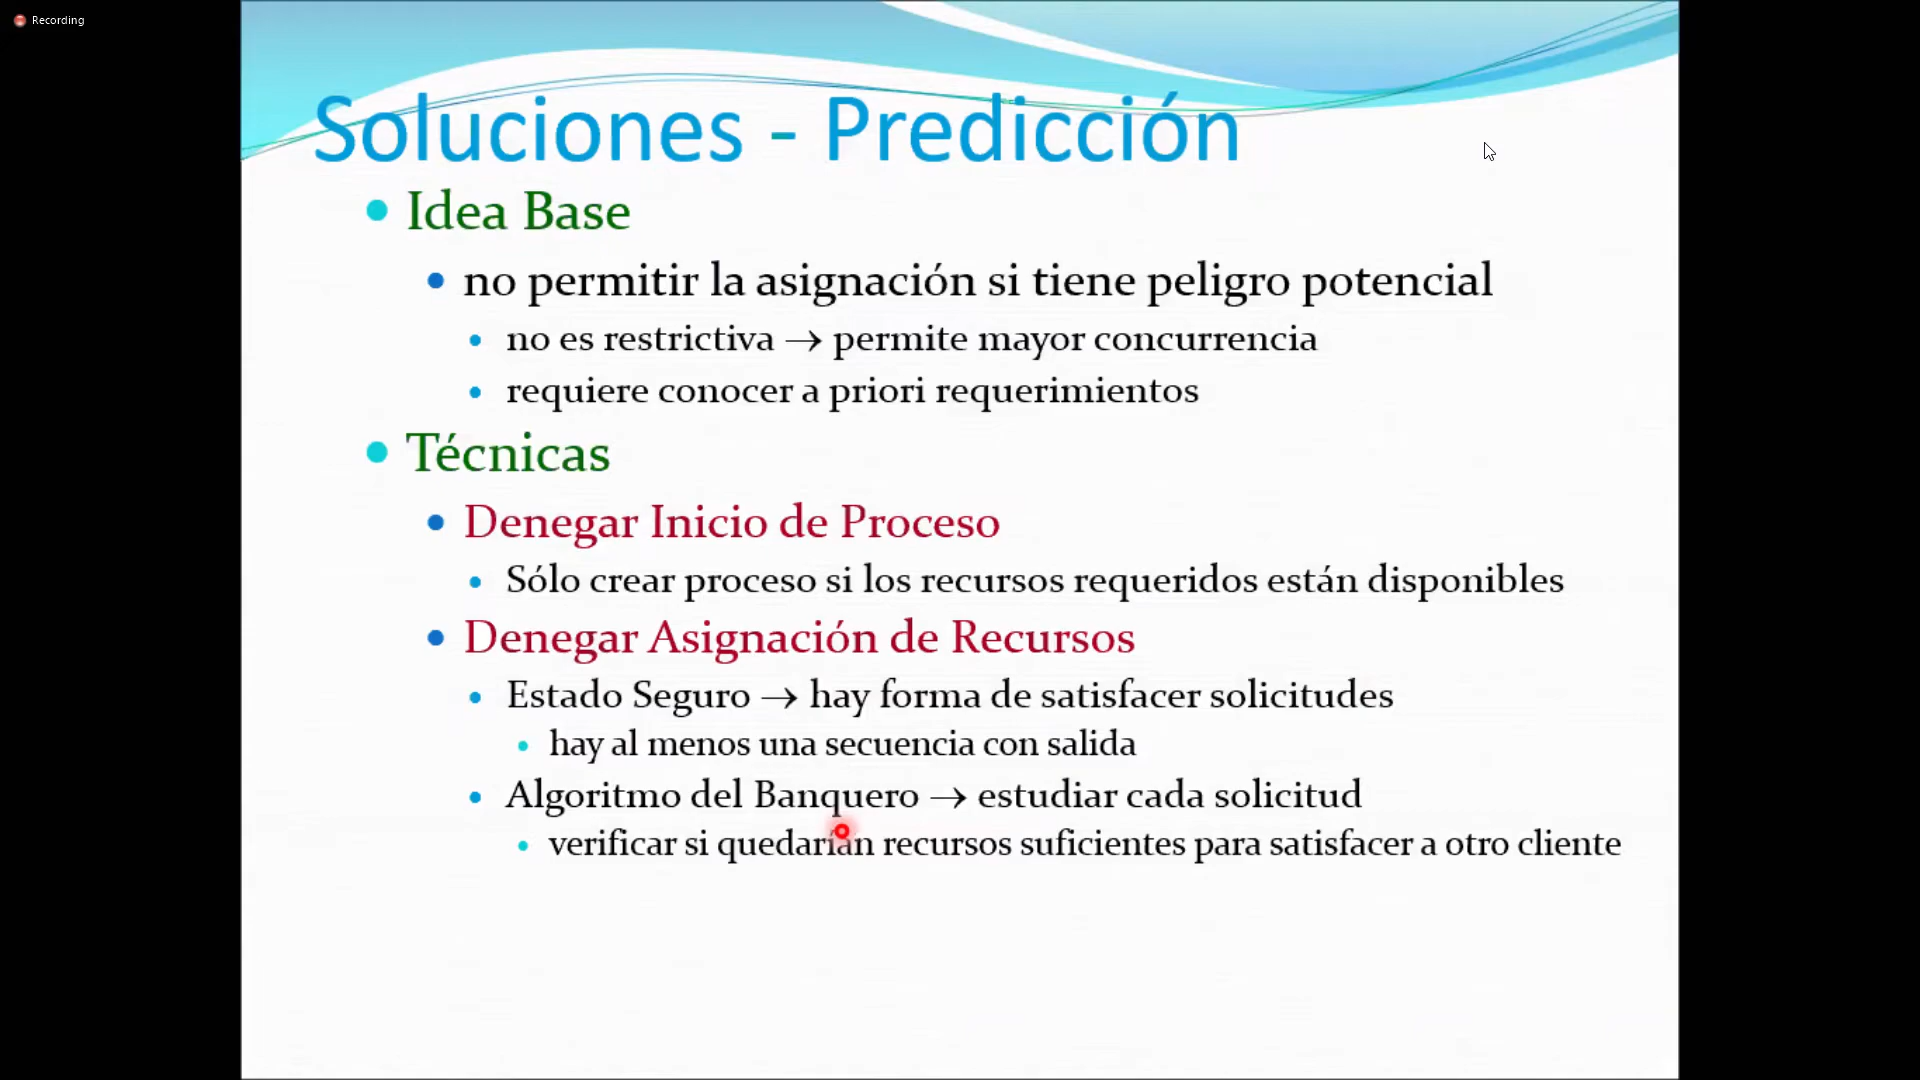 Recording
Soluciones - Predicción
Idea Base
no permitir la asignación si tiene peligro potencial
no es restrictiva → permite mayor concurrencia
requiere conocer a priori requerimientos
Técnicas
Denegar Inicio de Proceso
Sólo crear proceso si los recursos requeridos están disponibles
Denegar Asignación de Recursos
Estado Seguro → hay forma de satisfacer solicitudes
hay al menos una secuencia con salida
Algoritmo del Banquero → estudiar cada solicitud
verificar si quedarían recursos suficientes para satisfacer a otro cliente